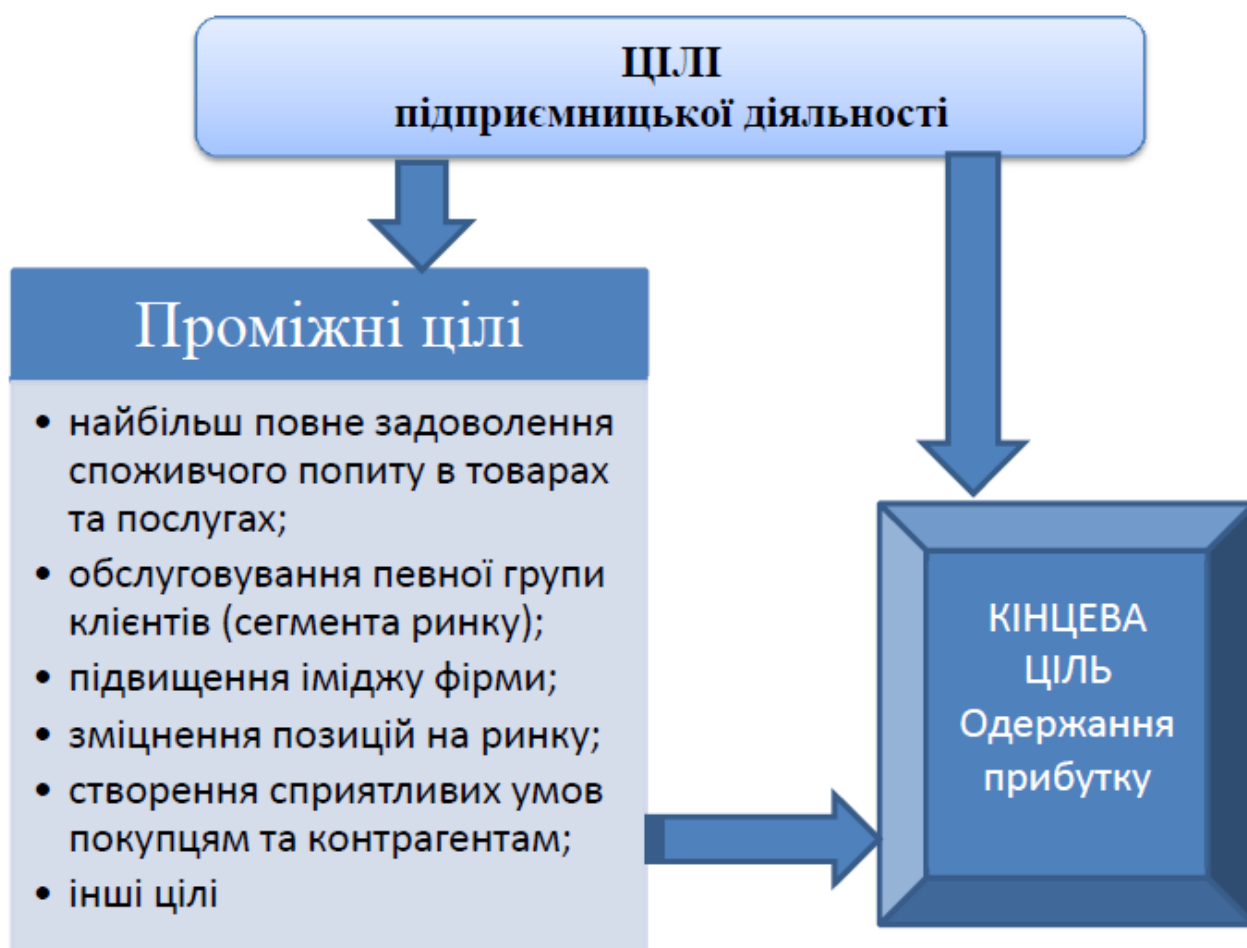 ЦІЛІ
підприємницької діяльності
Проміжні цілі
• найбільш повне задоволення
споживчого попиту в товарах
та послугах;
• обслуговування певної групи
клієнтів (сегмента ринку);
• підвищення іміджу фірми;
• зміцнення позицій на ринку;
• створення сприятливих умов
покупцям та контрагентам;
• інші цілі
КІНЦЕВА
ЦІЛЬ
Одержання
прибутку